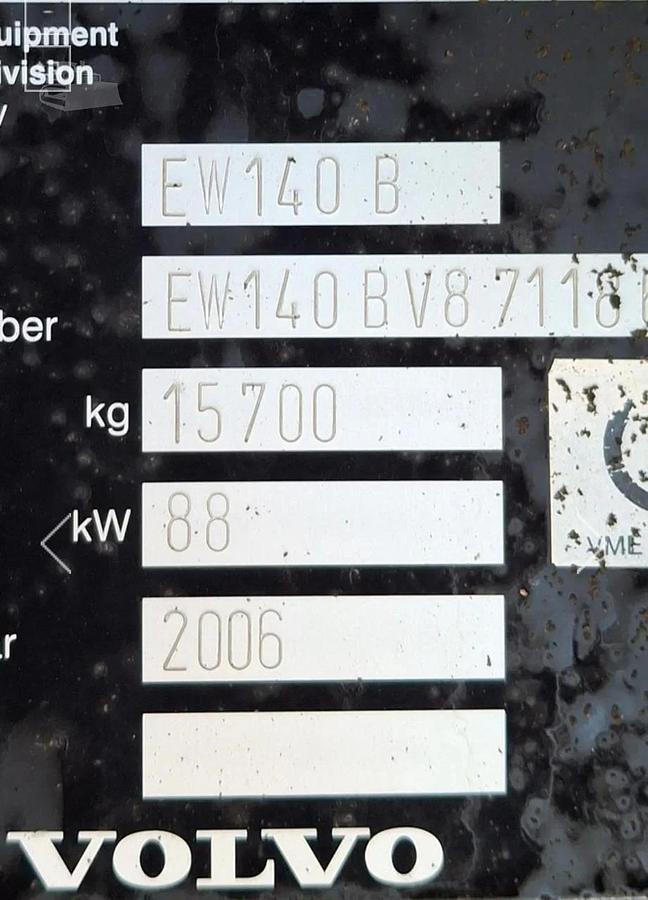 uipment
ivision
EW140 B
EW140 BV8 7118
ber
kg 15700
kW 88
VME
2006
VOLVO